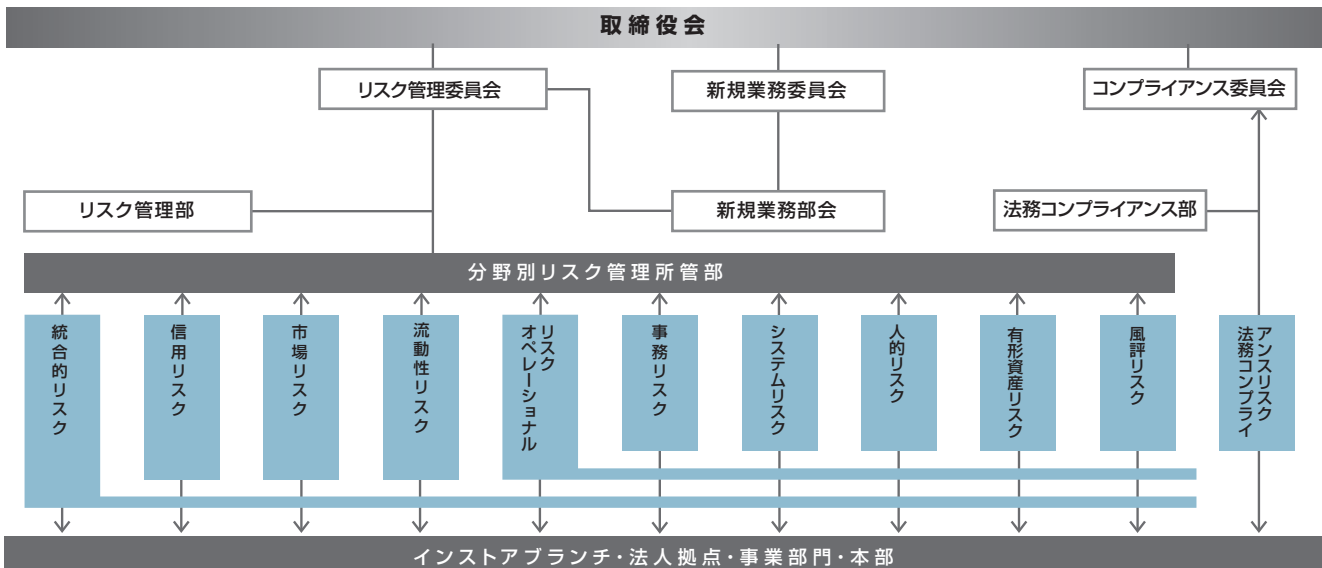 取締役会
リスク管理委員会
新規業務委員会
コンプライアンス委員会
リスク管理部
新規業務部会
法務コンプライアンス部
分野別リスク管理所管部
統合的リスク
信用リスク
市場リスク
流動性リスク
オペレーショナル
リスク
事務リスク
システムリスク
人的リスク
有形資産リスク
風評リスク
法務コンプライ
アンスリスク
インストアブランチ・法人拠点・事業部門・本部